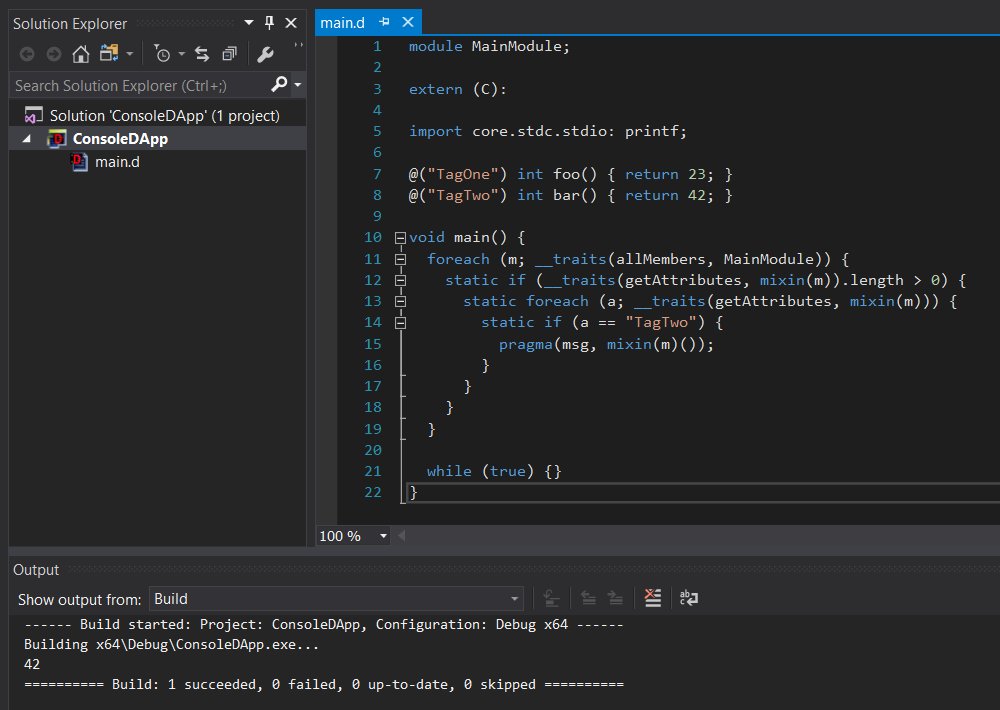 Solution Explorer
Search Solution Explorer (Ctrl+;)
Solution 'ConsoleDApp' (1 project)
ConsoleDApp
main.d
main.d
1 module MainModule;
2
3 extern (C):
4
5 import core.stdc.stdio: printf;
6
7 @("TagOne") int foo() { return 23; }
8 @("TagTwo") int bar() { return 42; }
9
10 void main() {
11   foreach (m; __traits(allMembers, MainModule)) {
12     static if (__traits(getAttributes, mixin(m)).length > 0) {
13       static foreach (a; __traits(getAttributes, mixin(m))) {
14         static if (a == "TagTwo") {
15           pragma(msg, mixin(m)());
16         }
17       }
18     }
19   }
20
21   while (true) {}
22 }
100 %
Output
Show output from: Build
------ Build started: Project: ConsoleDApp, Configuration: Debug x64 ------
Building x64\Debug\ConsoleDApp.exe...
42
========== Build: 1 succeeded, 0 failed, 0 up-to-date, 0 skipped ==========